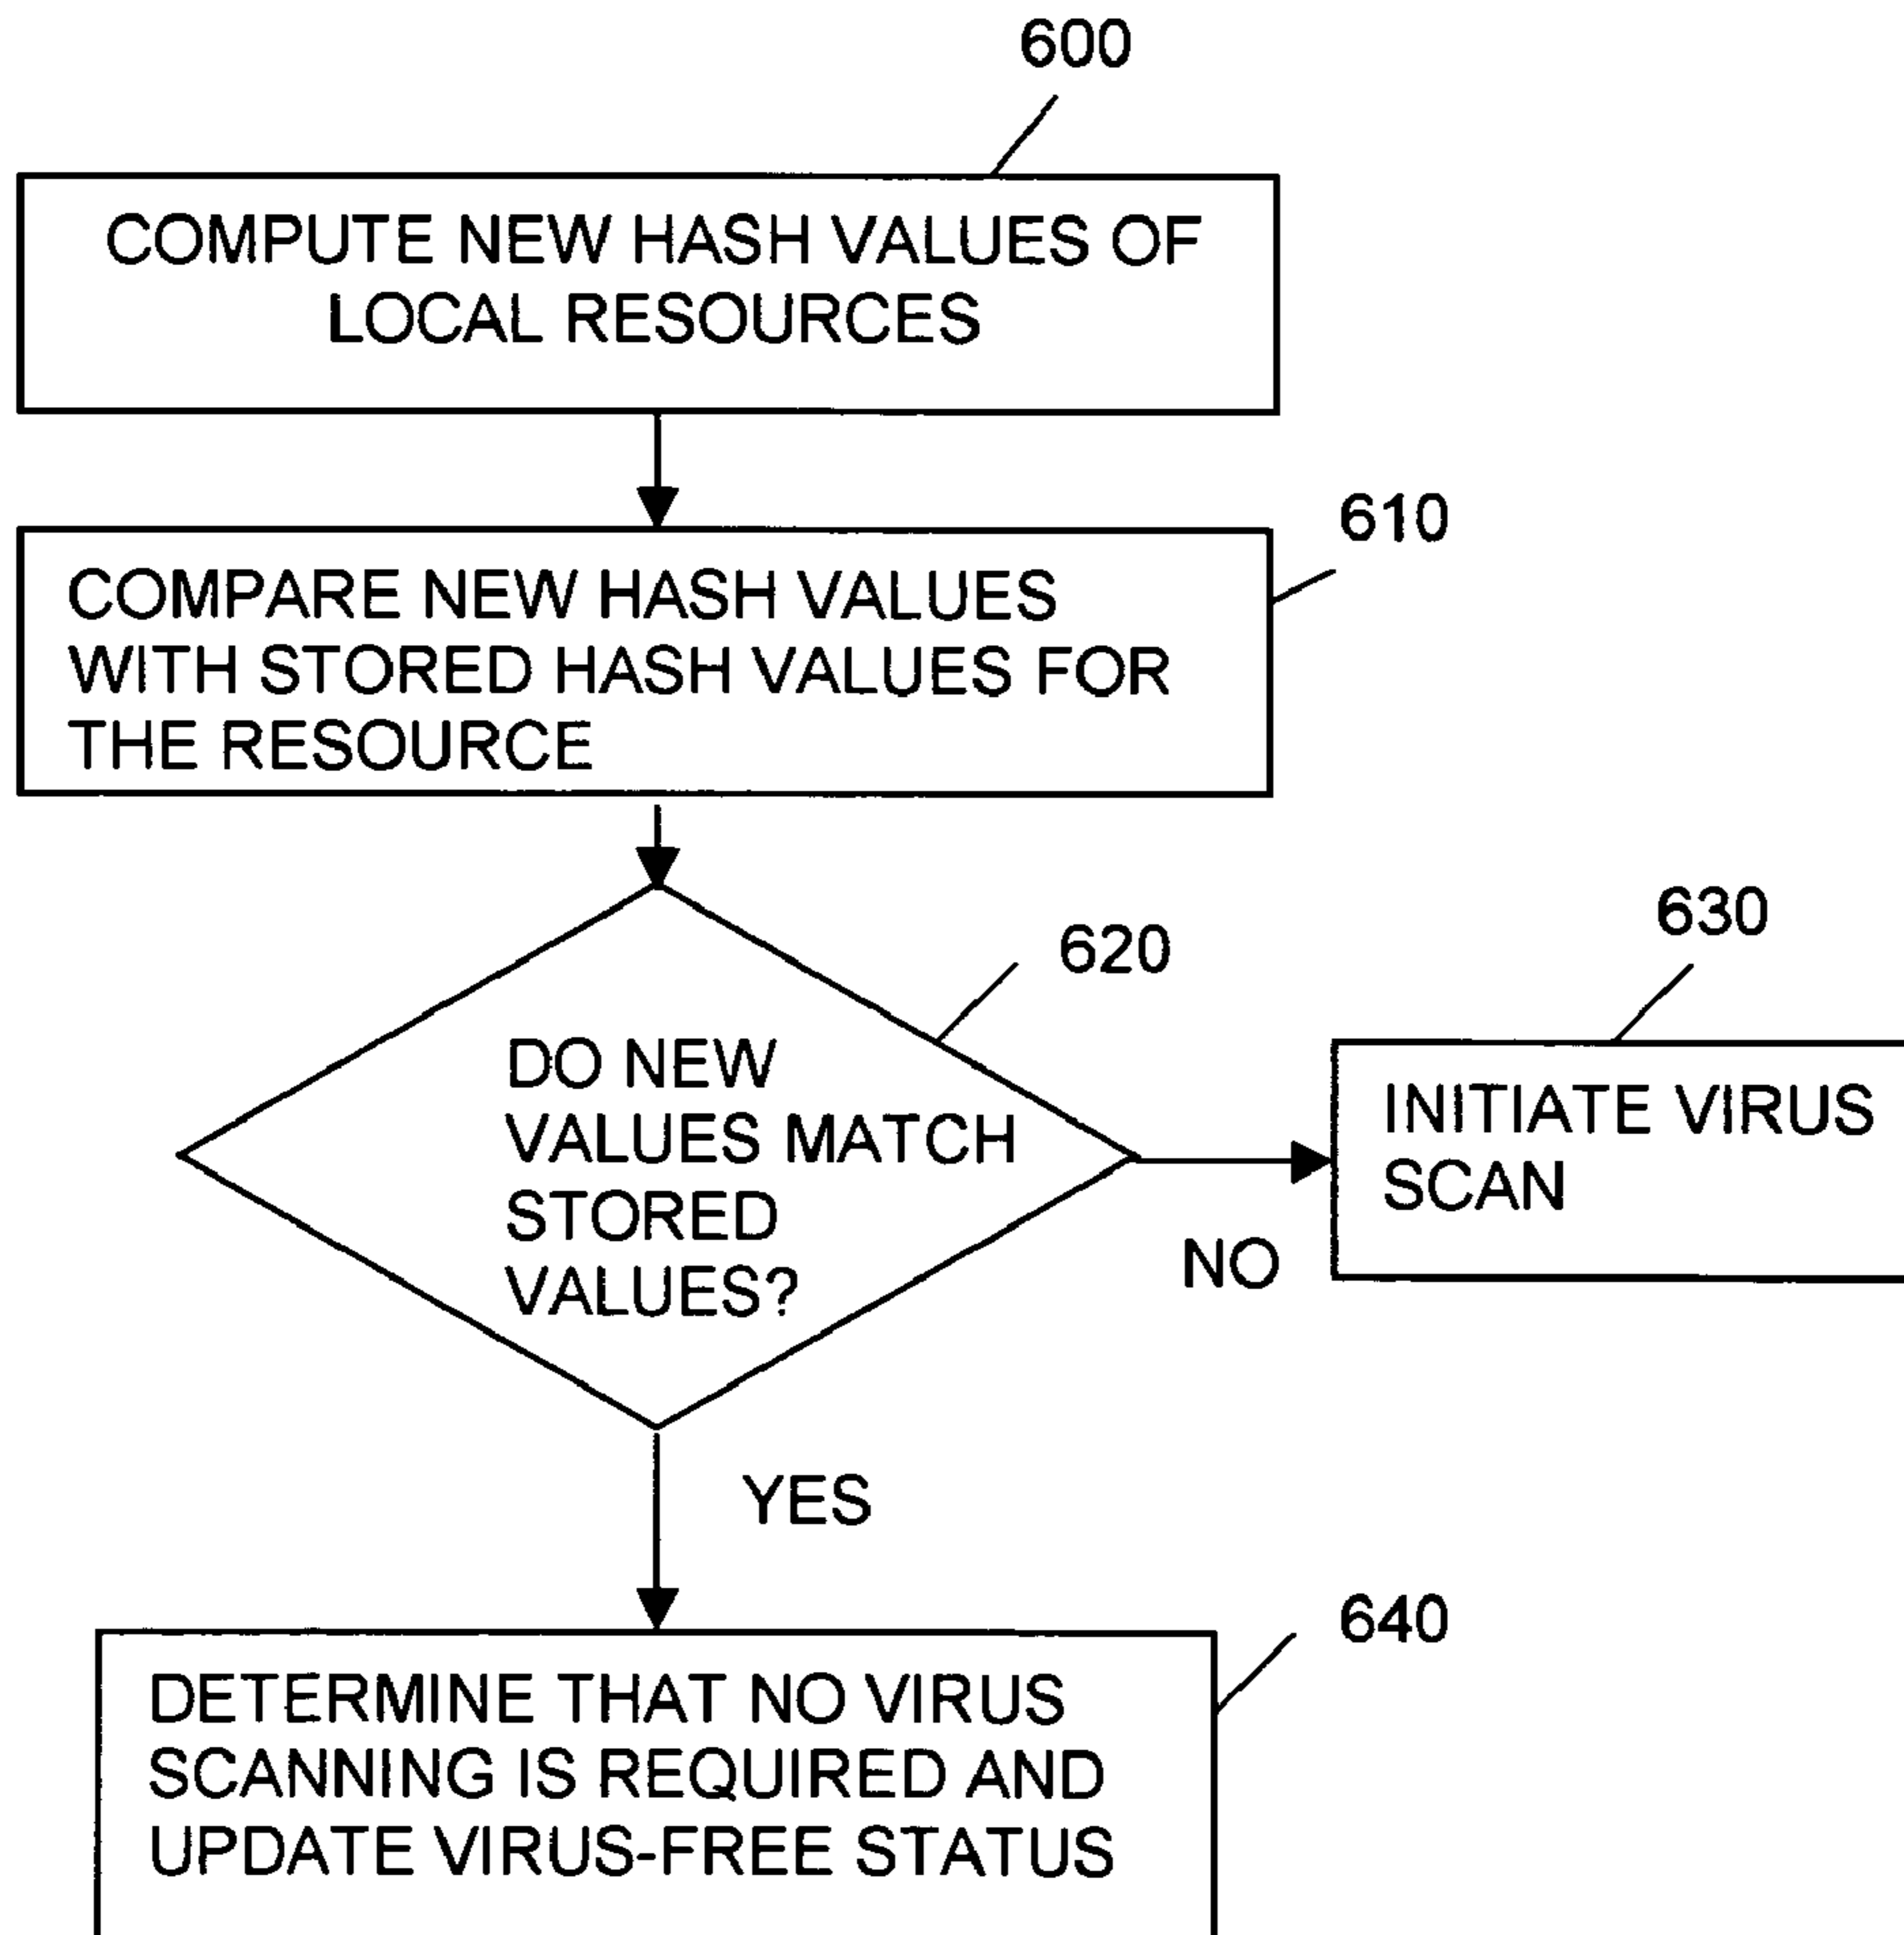 600
COMPUTE NEW HASH VALUES OF
LOCAL RESOURCES
610
COMPARE NEW HASH VALUES
WITH STORED HASH VALUES FOR
THE RESOURCE
620
DO NEW
VALUES MATCH
STORED
VALUES?
630
INITIATE VIRUS
SCAN
NO
YES
640
DETERMINE THAT NO VIRUS
SCANNING IS REQUIRED AND
UPDATE VIRUS-FREE STATUS